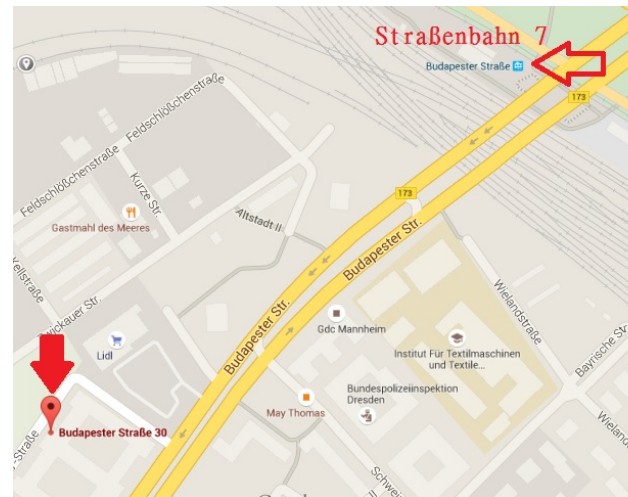 Straßenbahn 7
Budapester Straße
173
Feldschlößchenstraße
Feldschlößchenstraße
Kurze Str.
173
Gastmahl des Meeres
Altstadt II
Budapester Str.
Wielandstraße
Zwickauer Str.
Budapester Str.
Gdc Mannheim
Institut Für Textilmaschinen
und Textile...
Bayrische Str.
Lidl
Bundespolizeiinspektion
Dresden
May Thomas
Budapester Straße 30